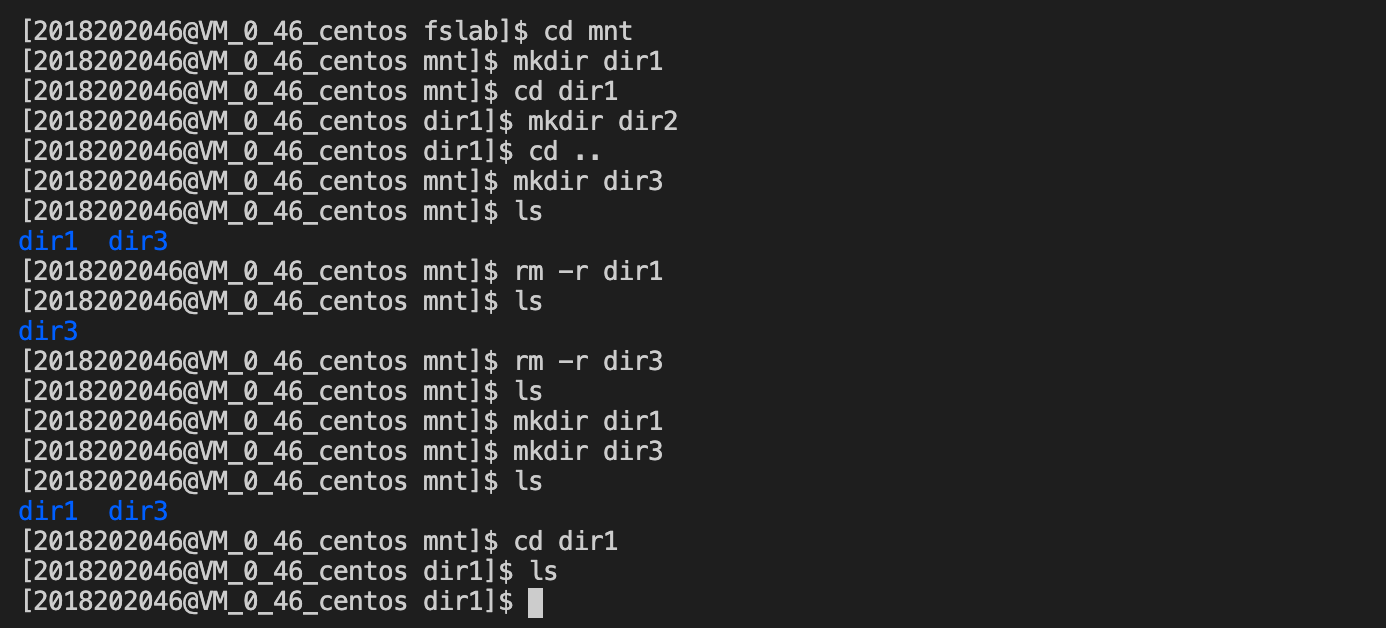 [2018202046@VM_0_46_centos fslab]$ cd mnt
[2018202046@VM_0_46_centos mnt]$ mkdir dir1
[2018202046@VM_0_46_centos mnt]$ cd dir1
[2018202046@VM_0_46_centos dir1]$ mkdir dir2
[2018202046@VM_0_46_centos dir1]$ cd ..
[2018202046@VM_0_46_centos mnt]$ mkdir dir3
[2018202046@VM_0_46_centos mnt]$ ls
dir1  dir3
[2018202046@VM_0_46_centos mnt]$ rm -r dir1
[2018202046@VM_0_46_centos mnt]$ ls
dir3
[2018202046@VM_0_46_centos mnt]$ rm -r dir3
[2018202046@VM_0_46_centos mnt]$ ls
[2018202046@VM_0_46_centos mnt]$ mkdir dir1
[2018202046@VM_0_46_centos mnt]$ mkdir dir3
[2018202046@VM_0_46_centos mnt]$ ls
dir1  dir3
[2018202046@VM_0_46_centos mnt]$ cd dir1
[2018202046@VM_0_46_centos dir1]$ ls
[2018202046@VM_0_46_centos dir1]$